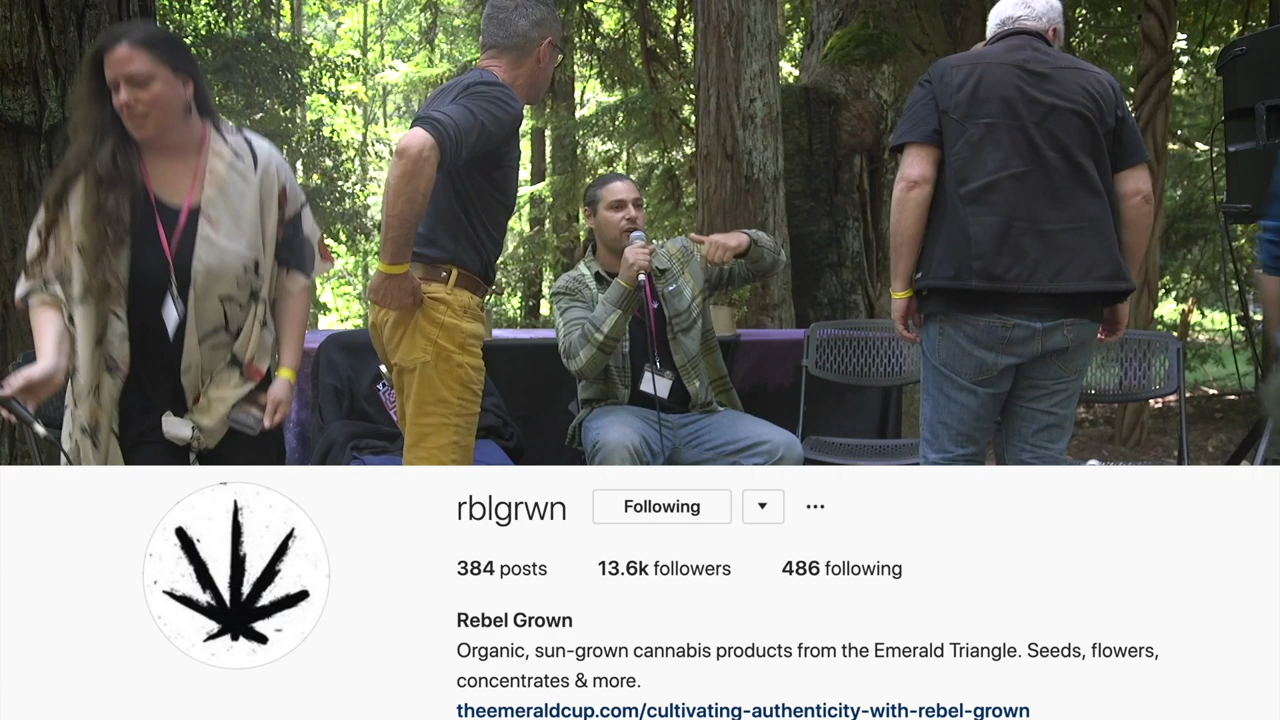 rblgrwn Following
384 posts 13.6k followers 486 following
Rebel Grown
Organic, sun-grown cannabis products from the Emerald Triangle. Seeds, flowers,
concentrates & more.
theemeraldcup.com/cultivating-authenticity-with-rebel-grown